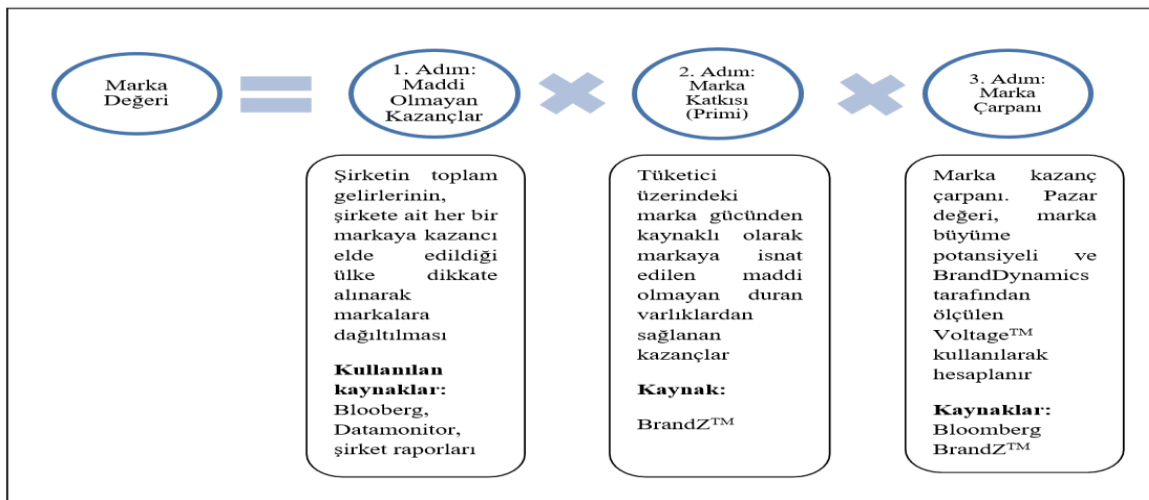 Marka
Değeri
1. Adım:
Maddi
Olmayan
Kazançlar
2. Adım:
Marka
Katkısı
(Primi)
3. Adım:
Marka
Çarpanı
Şirketin toplam
gelirlerinin,
şirkete ait her bir
markaya kazancı
elde edildiği
ülke dikkate
alınarak
markalara
dağıltılması
Kullanılan
kaynaklar:
Blooberg,
Datamonitor,
şirket raporları
Tüketici
üzerindeki
marka gücünden
kaynaklı olarak
markaya isnat
edilen maddi
olmayan duran
varlıklardan
sağlanan
kazançlar
Kaynak:
BrandZ™
Marka kazanç
çarpanı. Pazar
değeri, marka
büyüme
potansiyeli ve
BrandDynamics
tarafından
ölçülen
Voltage™
kullanılarak
hesaplanır
Kaynaklar:
Bloomberg
BrandZ™